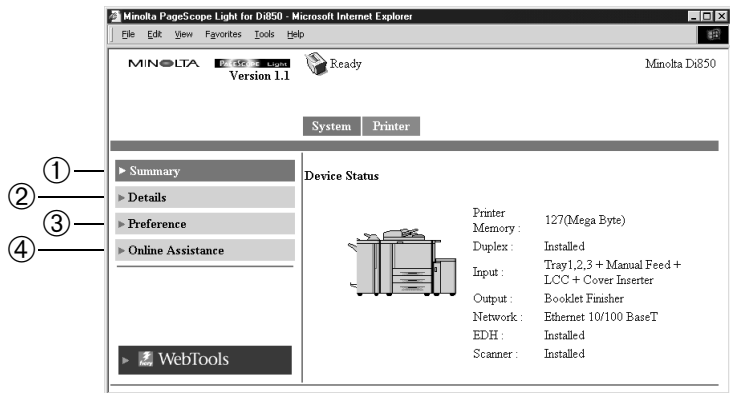 Minolta PageScope Light for Di850 - Microsoft Internet Explorer
File Edit View Favorites Tools Help
MINOLTA PAGESCOPE Light
Version 1.1
Ready
Minolta Di850
System Printer
① ▶ Summary
② ▶ Details
③ ▶ Preference
④ ▶ Online Assistance
Device Status
Printer Memory : 127(Mega Byte)
Duplex : Installed
Input : Tray1,2,3 + Manual Feed +
LCC + Cover Inserter
Output : Booklet Finisher
Network : Ethernet 10/100 BaseT
EDH : Installed
Scanner : Installed
▶ fiery WebTools